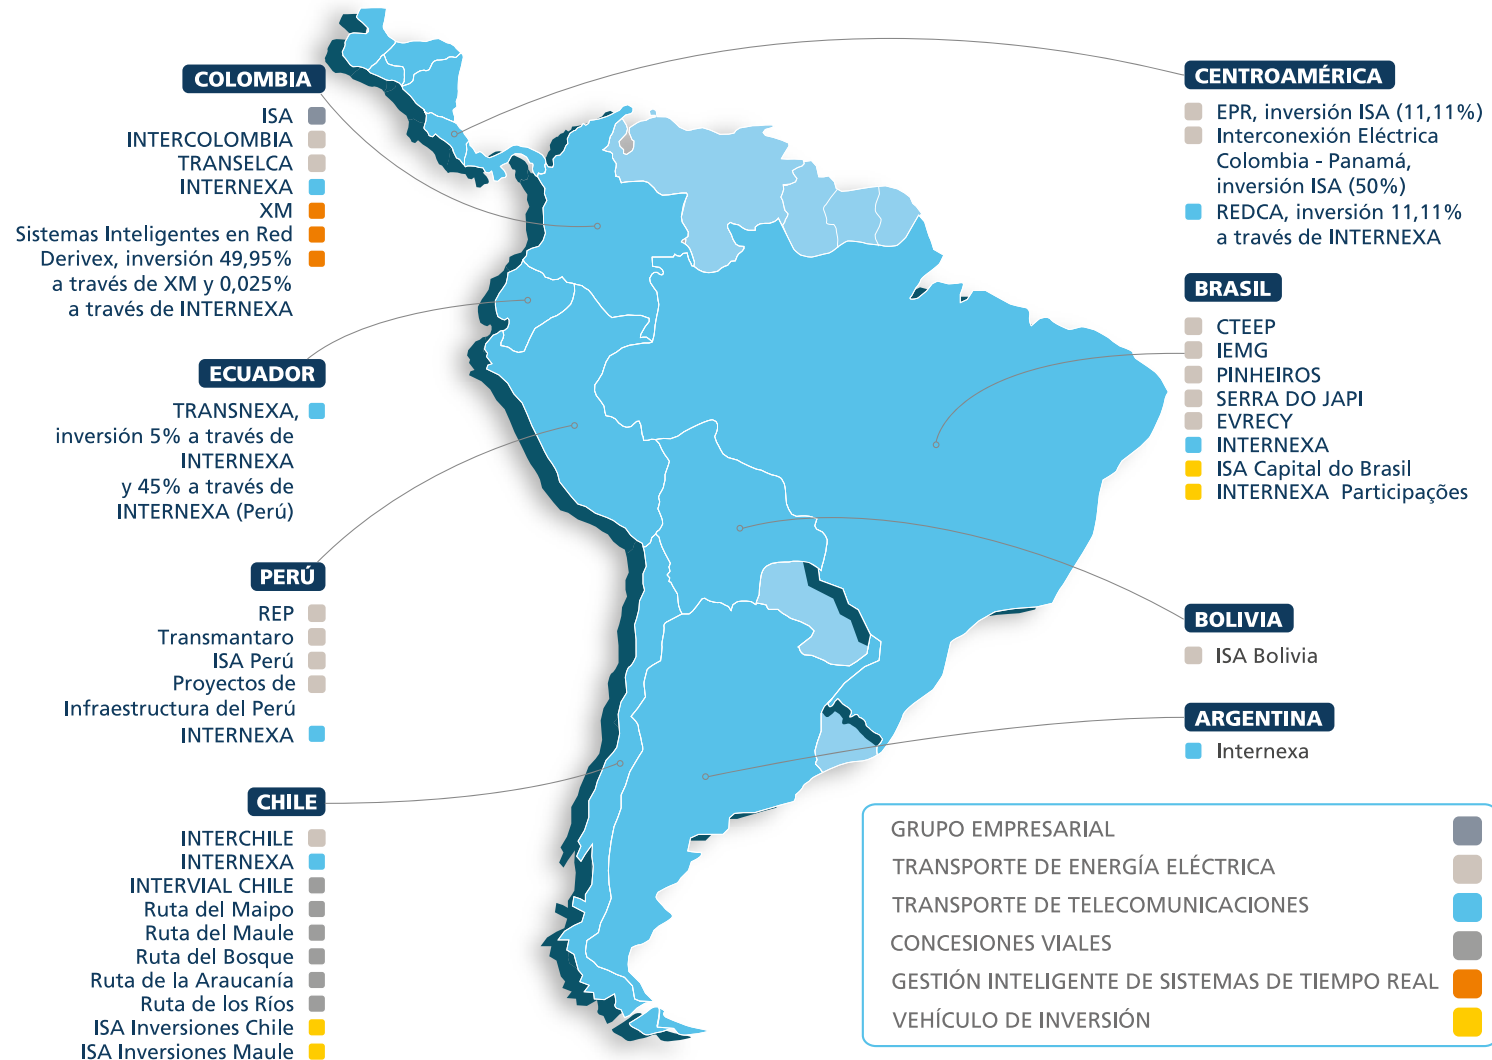 COLOMBIA
ISA
INTERCOLOMBIA
TRANSELCA
INTERNEXA
XM
Sistemas Inteligentes en Red
Derivex, inversión 49,95%
a través de XM y 0,025%
a través de INTERNEXA
ECUADOR
TRANSNEXA,
inversión 5% a través de
INTERNEXA
y 45% a través de
INTERNEXA (Perú)
PERÚ
REP
Transmantaro
ISA Perú
Proyectos de
Infraestructura del Perú
INTERNEXA
CHILE
INTERCHILE
INTERNEXA
INTERVIAL CHILE
Ruta del Maipo
Ruta del Maule
Ruta del Bosque
Ruta de la Araucanía
Ruta de los Ríos
ISA Inversiones Chile
ISA Inversiones Maule
CENTROAMÉRICA
EPR, inversión ISA (11,11%)
Interconexión Eléctrica
Colombia - Panamá,
inversión ISA (50%)
REDCA, inversión 11,11%
a través de INTERNEXA
BRASIL
CTEEP
IEMG
PINHEIROS
SERRA DO JAPI
EVRECY
INTERNEXA
ISA Capital do Brasil
INTERNEXA Participações
BOLIVIA
ISA Bolivia
ARGENTINA
Internexa
GRUPO EMPRESARIAL
TRANSPORTE DE ENERGÍA ELÉCTRICA
TRANSPORTE DE TELECOMUNICACIONES
CONCESIONES VIALES
GESTIÓN INTELIGENTE DE SISTEMAS DE TIEMPO REAL
VEHÍCULO DE INVERSIÓN